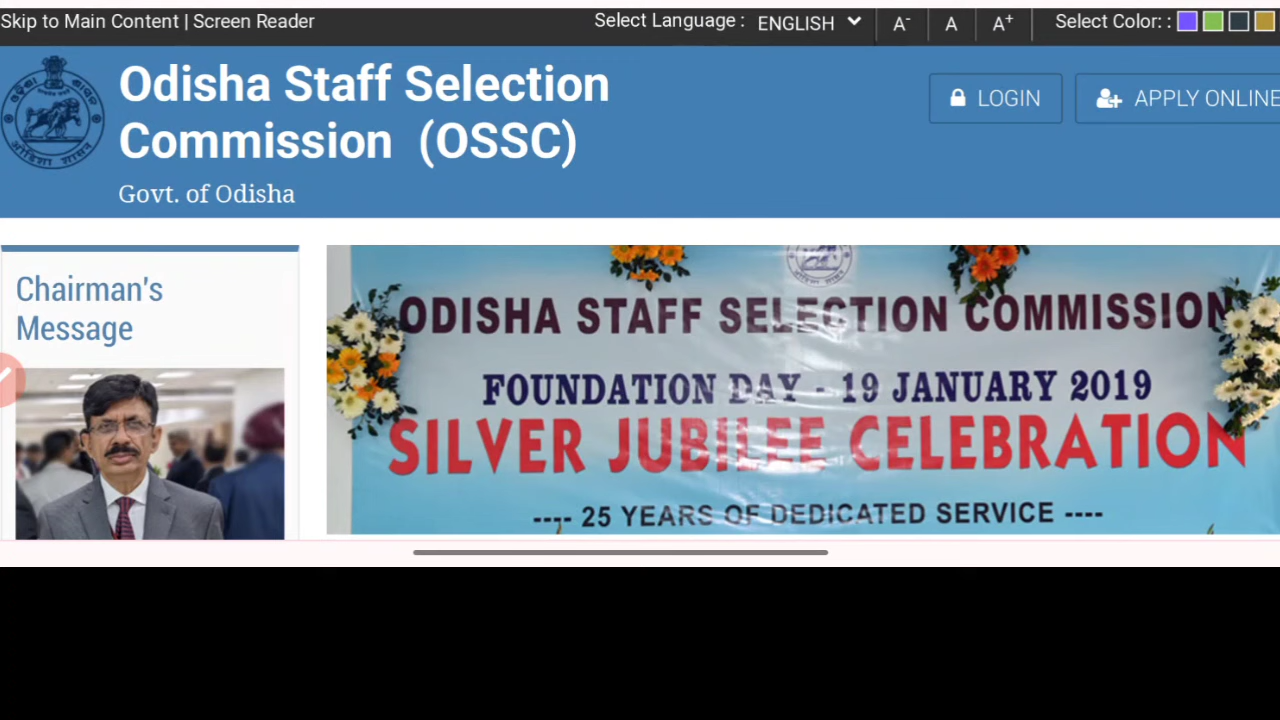 Skip to Main Content | Screen Reader
Select Language : ENGLISH A- A A+ Select Color: :
Odisha Staff Selection
Commission (OSSC)
Govt. of Odisha
LOGIN
APPLY ONLINE
Chairman's
Message
ODISHA STAFF SELECTION COMMISSION
FOUNDATION DAY - 19 JANUARY 2019
SILVER JUBILEE CELEBRATION
---- 25 YEARS OF DEDICATED SERVICE ----